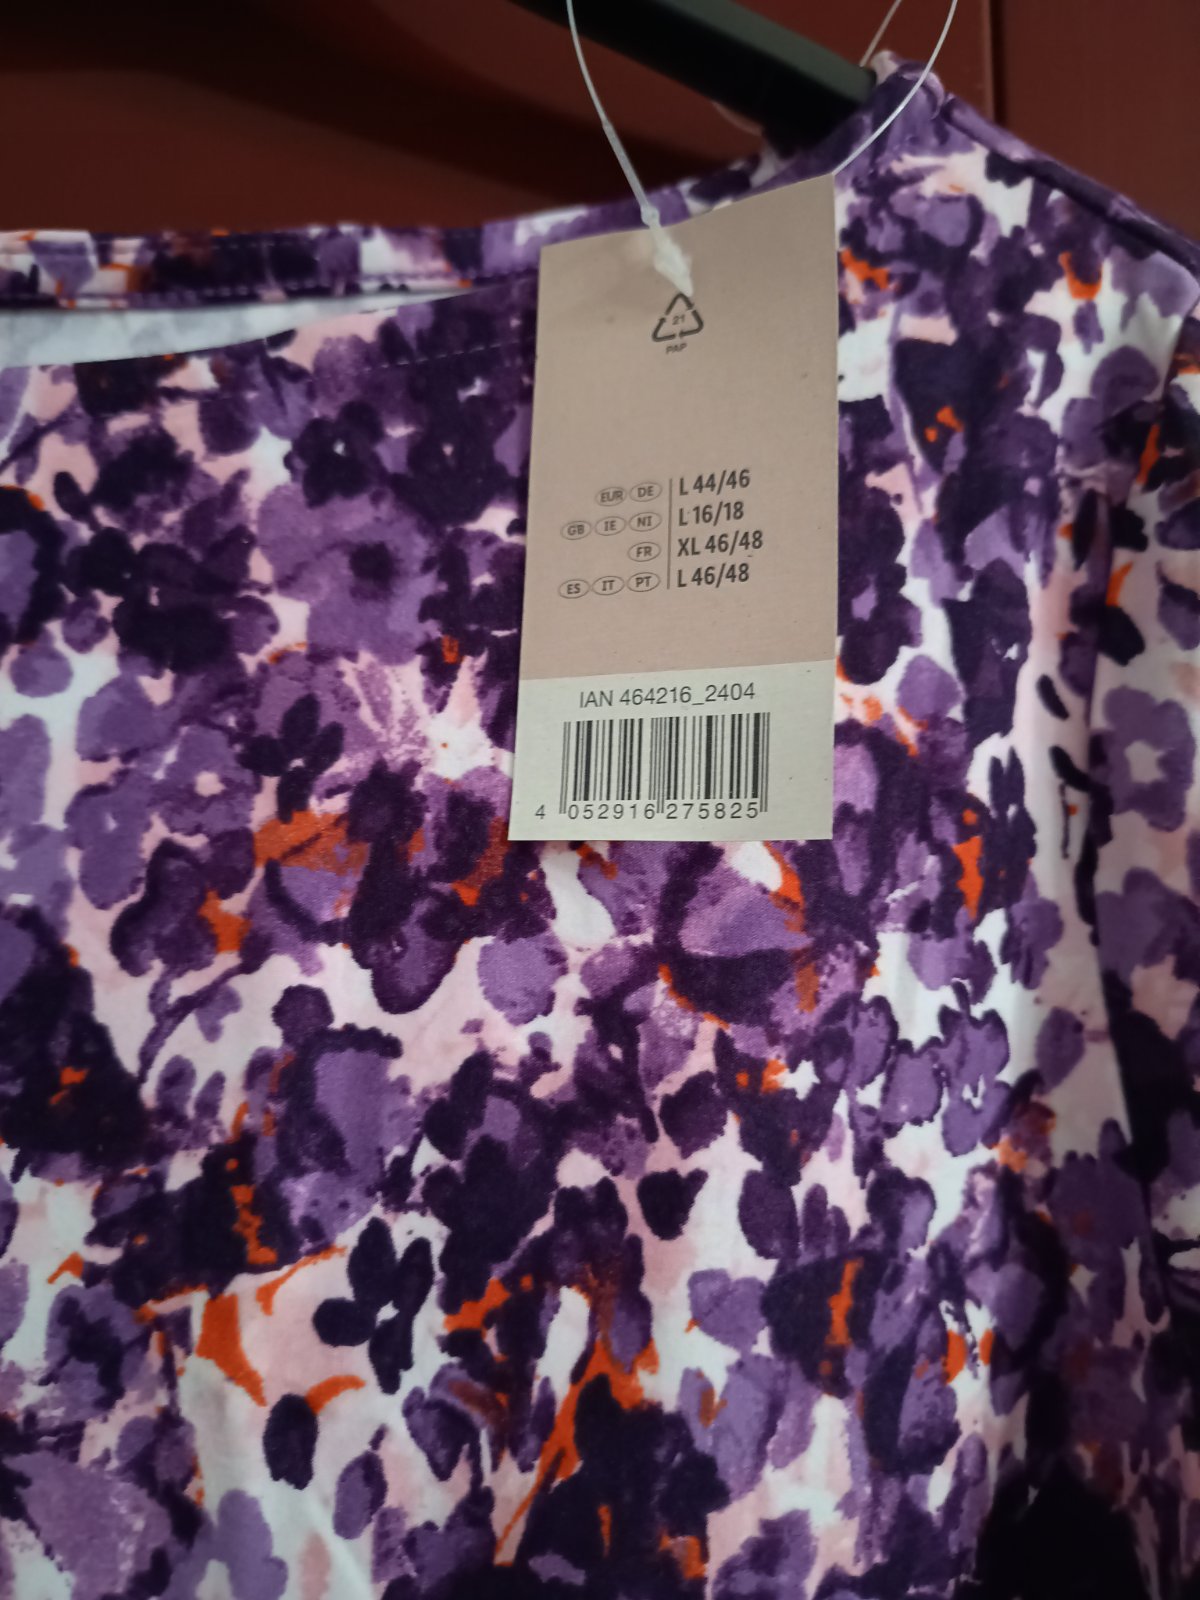 21
PAP
EUR DE L 44/46
GB IE NI L 16/18
FR XL 46/48
ES IT PT L 46/48
IAN 464216_2404
4 052916 275825